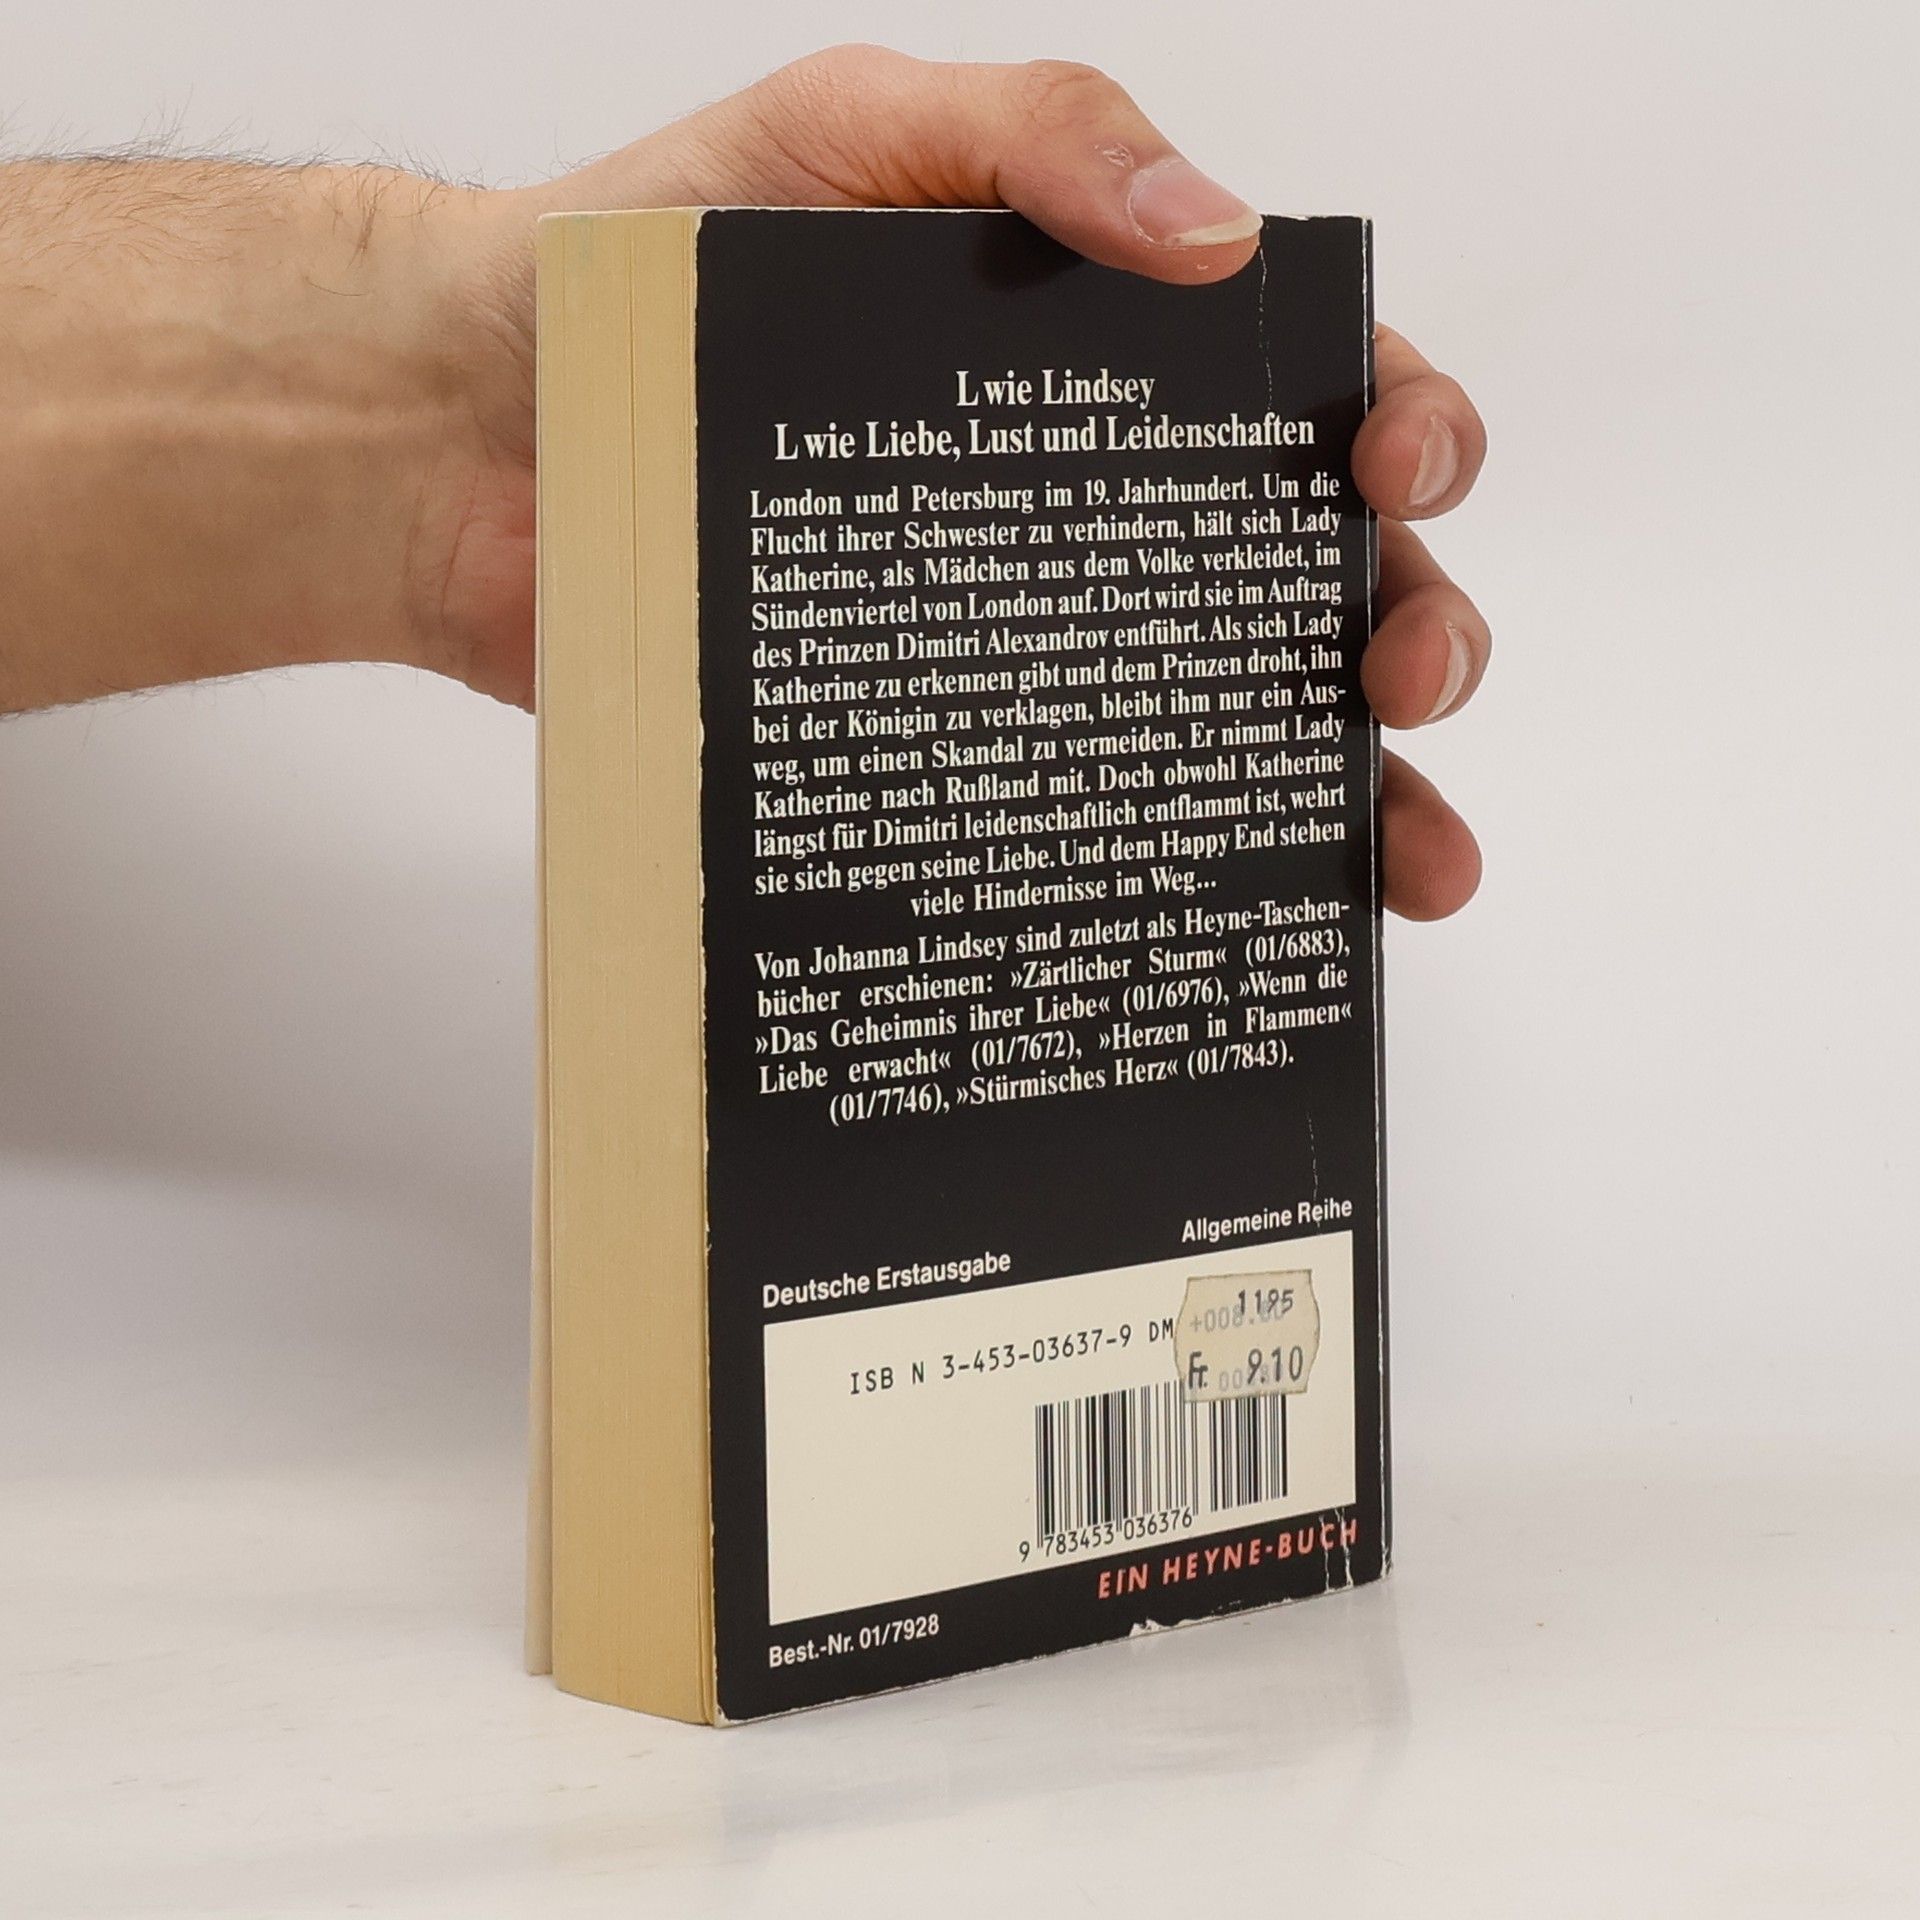 L wie Lindsey
L wie Liebe, Lust und Leidenschaften
London und Petersburg im 19. Jahrhundert. Um die
Flucht ihrer Schwester zu verhindern, hält sich Lady
Katherine, als Mädchen aus dem Volke verkleidet, im
Sündenviertel von London auf. Dort wird sie im Auftrag
des Prinzen Dimitri Alexandrov entführt. Als sich Lady
Katherine zu erkennen gibt und dem Prinzen droht, ihn
bei der Königin zu verklagen, bleibt ihm nur ein Aus-
weg, um einen Skandal zu vermeiden. Er nimmt Lady
Katherine nach Rußland mit. Doch obwohl Katherine
längst für Dimitri leidenschaftlich entflammt ist, wehrt
sie sich gegen seine Liebe. Und dem Happy End stehen
viele Hindernisse im Weg...
Von Johanna Lindsey sind zuletzt als Heyne-Taschen-
bücher erschienen: »Zärtlicher Sturm« (01/6883),
»Das Geheimnis ihrer Liebe« (01/6976), »Wenn die
Liebe erwacht« (01/7672), »Herzen in Flammen«
(01/7746), »Stürmisches Herz« (01/7843).
Allgemeine Reihe
Deutsche Erstausgabe
1195
ISB N 3-453-03637-9 DM
Fr. 9.10
9 783453 036376
EIN HEYNE-BUCH
Best.-Nr. 01/7928